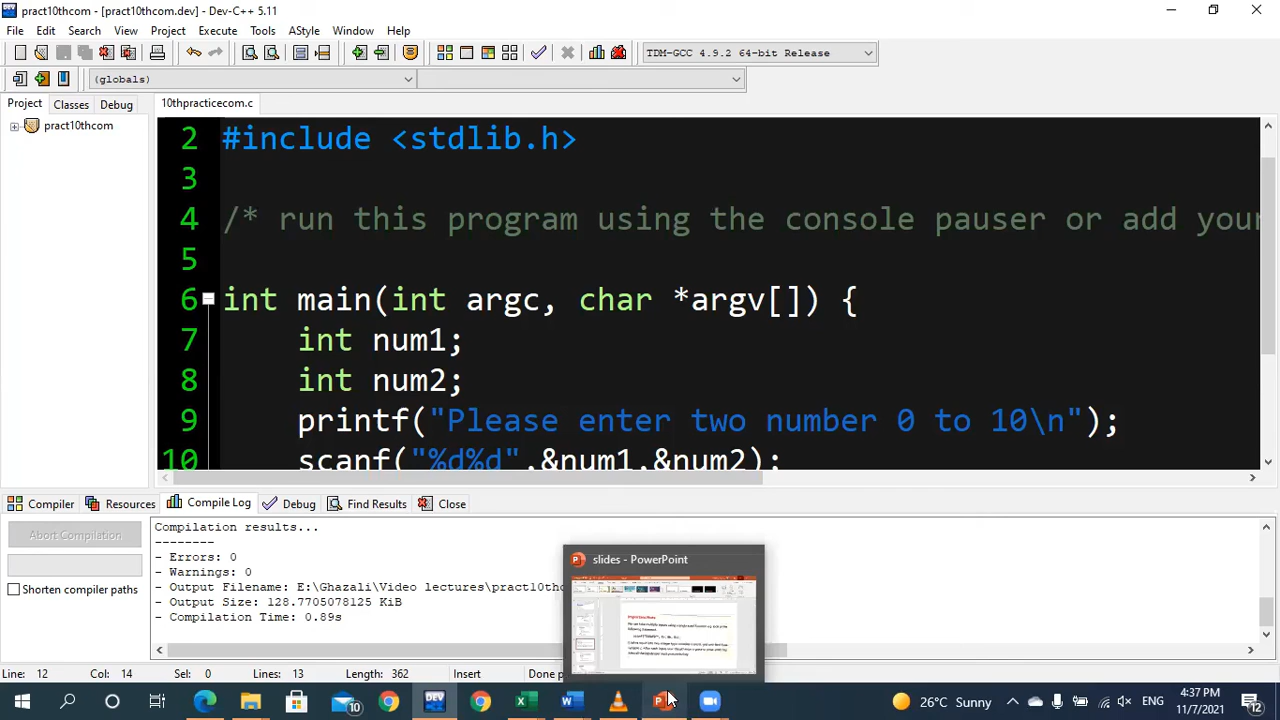 pract10thcom - [pract10thcom.dev] - Dev-C++ 5.11
File Edit Search View Project Execute Tools AStyle Window Help
TDM-GCC 4.9.2 64-bit Release
(globals)
Project Classes Debug
10thpracticecom.c
pract10thcom
2 #include <stdlib.h>
3
4 /* run this program using the console pauser or add your
5
6 int main(int argc, char *argv[]) {
7 int num1;
8 int num2;
9 printf("Please enter two number 0 to 10\n");
10 scanf("%d%d",&num1,&num2);
Compiler Resources Compile Log Debug Find Results Close
Abort Compilation
Shorten compiler paths
Compilation results...
--------
- Errors: 0
- Warnings: 0
- Output Filename: E:\Ghazali\Video lectures\pract10th
- Output Size: 128.7705078125 KiB
- Compilation Time: 0.89s
slides - PowerPoint
Important Note
Line: Col: 14 Sel: 0 Lines: 13 Length: 362 Insert Done p
10
DEV
26°C Sunny
ENG
4:37 PM
11/7/2021
12